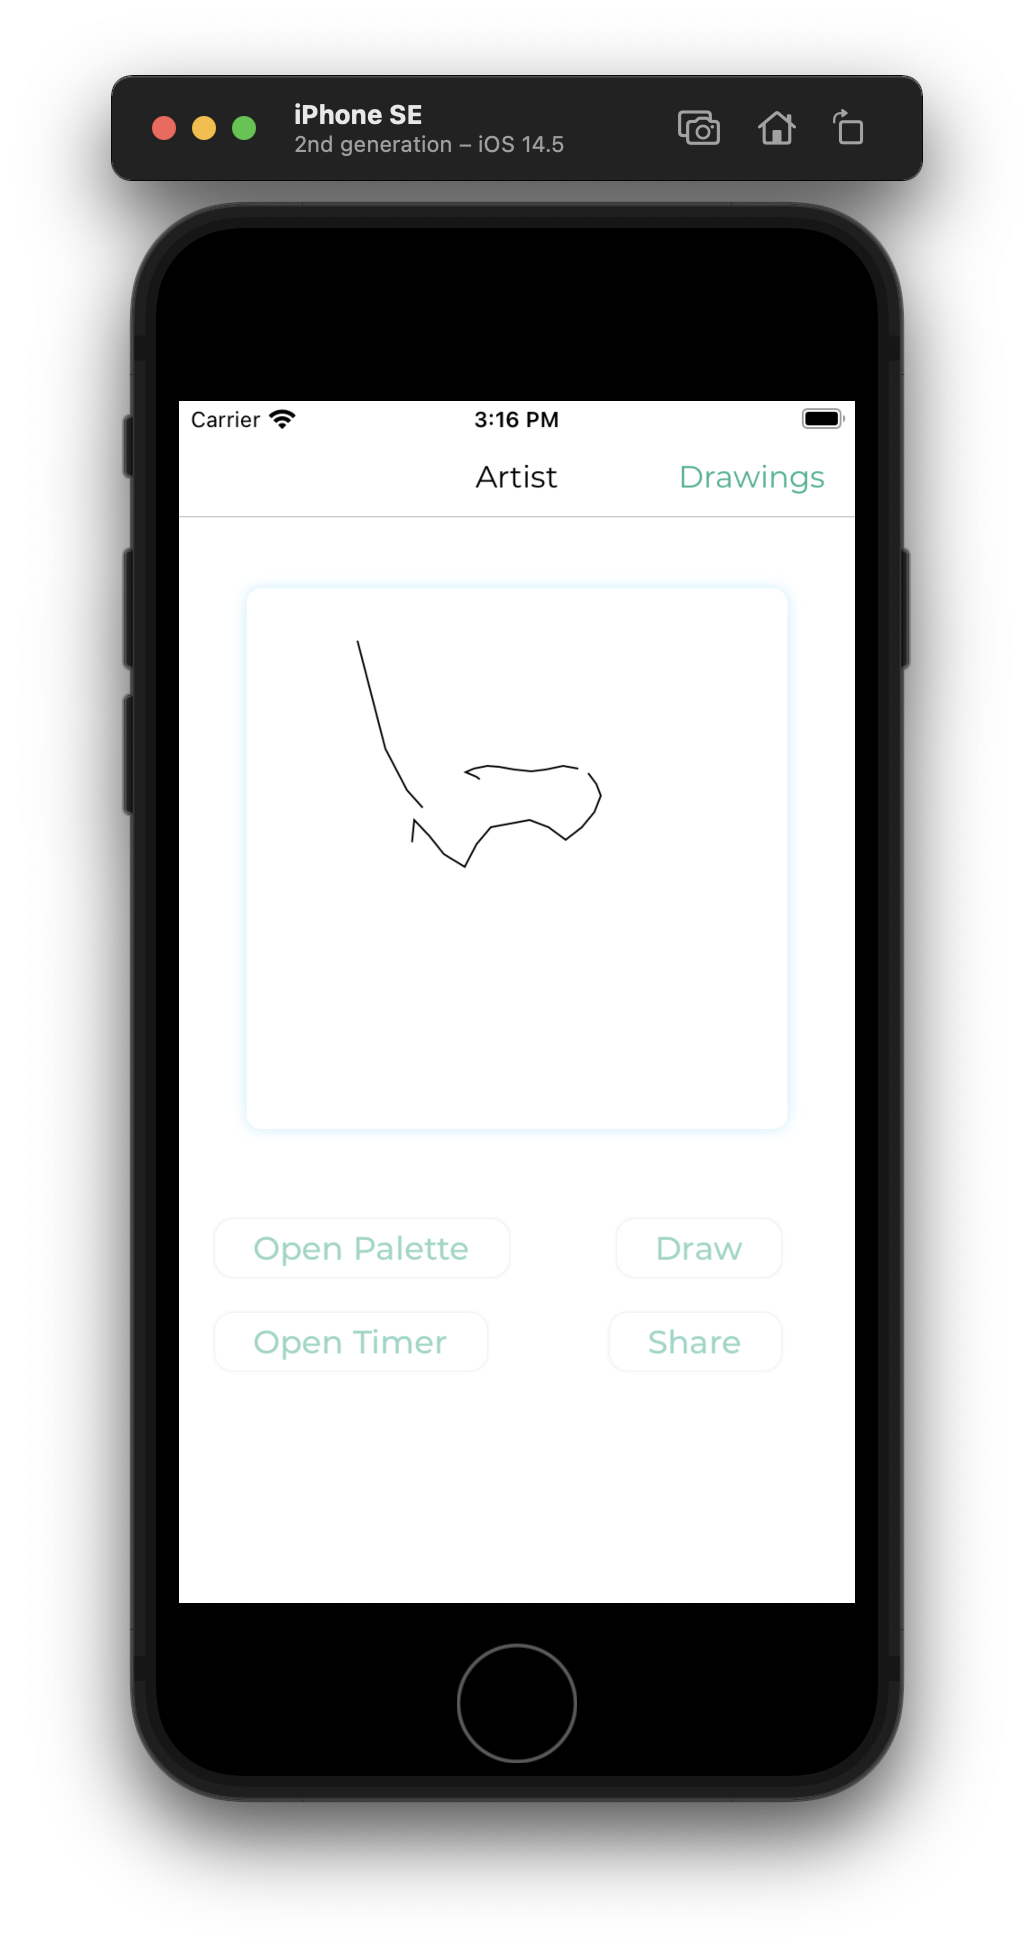 iPhone SE
2nd generation – iOS 14.5
Carrier 3:16 PM
Artist Drawings
Open Palette Draw
Open Timer Share